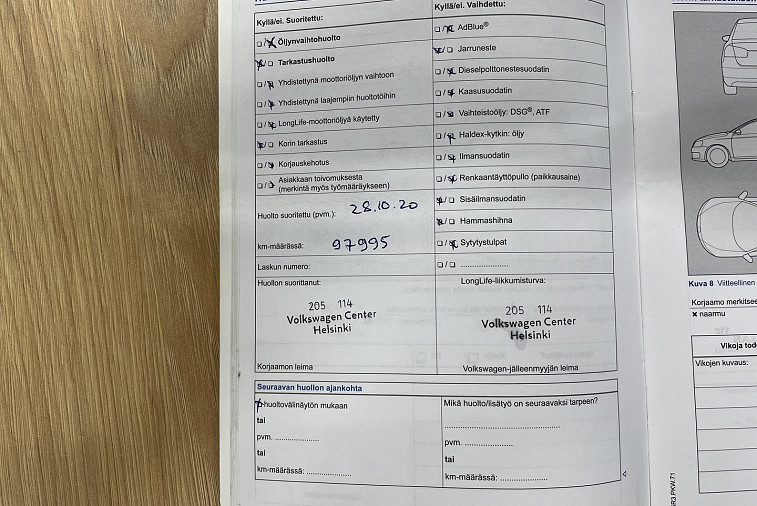 Kyllä/ei. Suoritettu:
Öljynvaihtohuolto
Tarkastushuolto
Yhdistettynä moottoriöljyn vaihtoon
Yhdistettynä laajempiin huoltotöihin
LongLife-moottoriöljyä käytetty
Korin tarkastus
Korjauskehotus
Asiakkaan toivomuksesta
(merkintä myös työmääräykseen)
Huolto suoritettu (pvm.): 28.10.20
km-määrässä: 97995
Laskun numero:
Huollon suorittanut:
205 114
Volkswagen Center
Helsinki
Korjaamon leima
Kyllä/ei. Vaihdettu:
AdBlue®
Jarruneste
Dieselpolttonestesuodatin
Kaasusuodatin
Vaihteistoöljy: DSG®, ATF
Haldex-kytkin: öljy
Ilmansuodatin
Renkaantäyttöpullo (paikkausaine)
Sisäilmansuodatin
Hammashihna
Sytytystulpat
LongLife-liikkumisturva:
205 114
Volkswagen Center
Helsinki
Volkswagen-jälleenmyyjän leima
Seuraavan huollon ajankohta
huoltovälinäytön mukaan
tai
pvm. ....................
tai
km-määrässä: ....................
Mikä huolto/lisätyö on seuraavaksi tarpeen?
pvm. ....................
tai
km-määrässä: ....................
Kuva 8 Viitteellinen
Korjaamo merkitsee
x naarmu
Vikoja
Vikojen kuvaus: